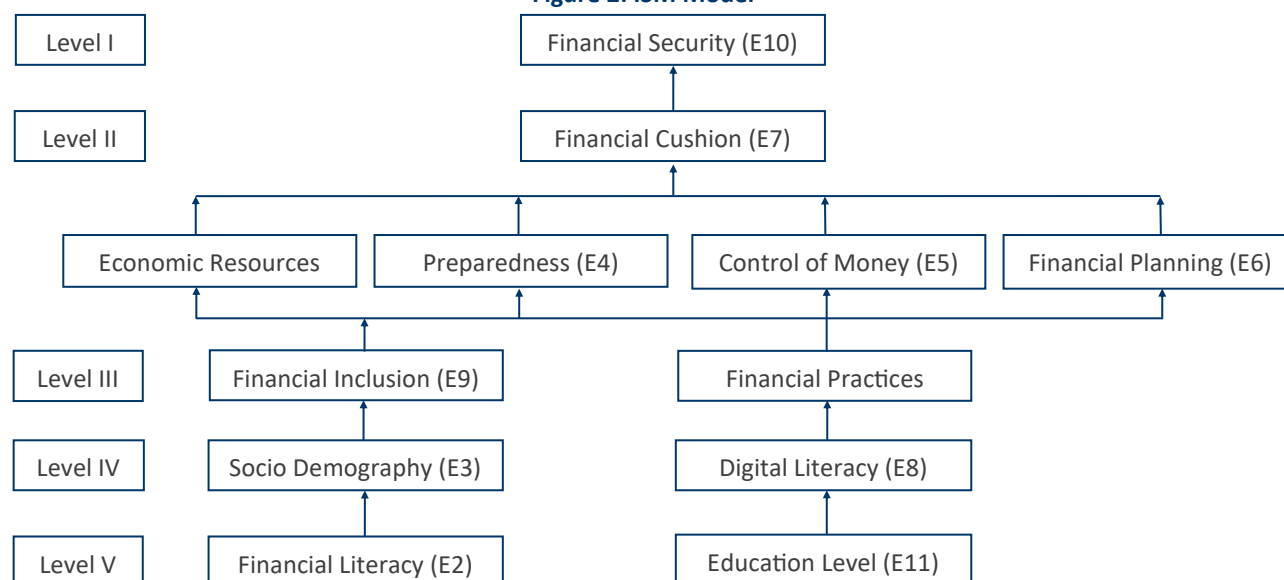 Figure 2: ISM Model
Level I
Financial Security (E10)
Level II
Financial Cushion (E7)
Economic Resources
Preparedness (E4)
Control of Money (E5)
Financial Planning (E6)
Level III
Financial Inclusion (E9)
Financial Practices
Level IV
Socio Demography (E3)
Digital Literacy (E8)
Level V
Financial Literacy (E2)
Education Level (E11)